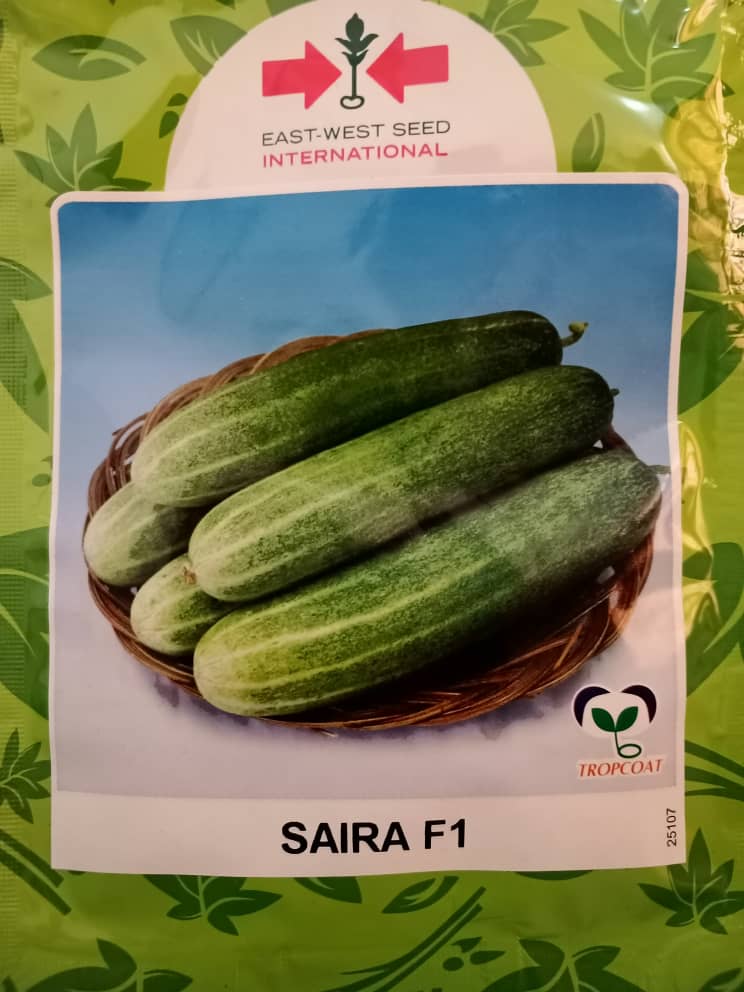 EAST-WEST SEED
INTERNATIONAL
TROPCOAT
SAIRA F1
25107